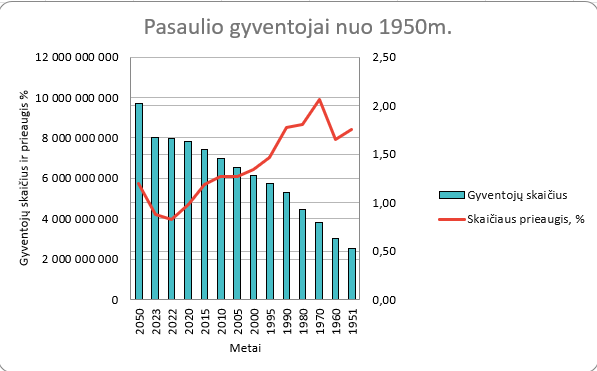 Pasaulio gyventojai nuo 1950m.
12 000 000 000
10 000 000 000
8 000 000 000
6 000 000 000
4 000 000 000
2 000 000 000
0
Gyventojų skaičius ir prieaugis %
2,50
2,00
1,50
1,00
0,50
0,00
2050 2023 2022 2020 2015 2010 2005 2000 1995 1990 1980 1970 1960 1951
Metai
Gyventojų skaičius
Skaičiaus prieaugis, %